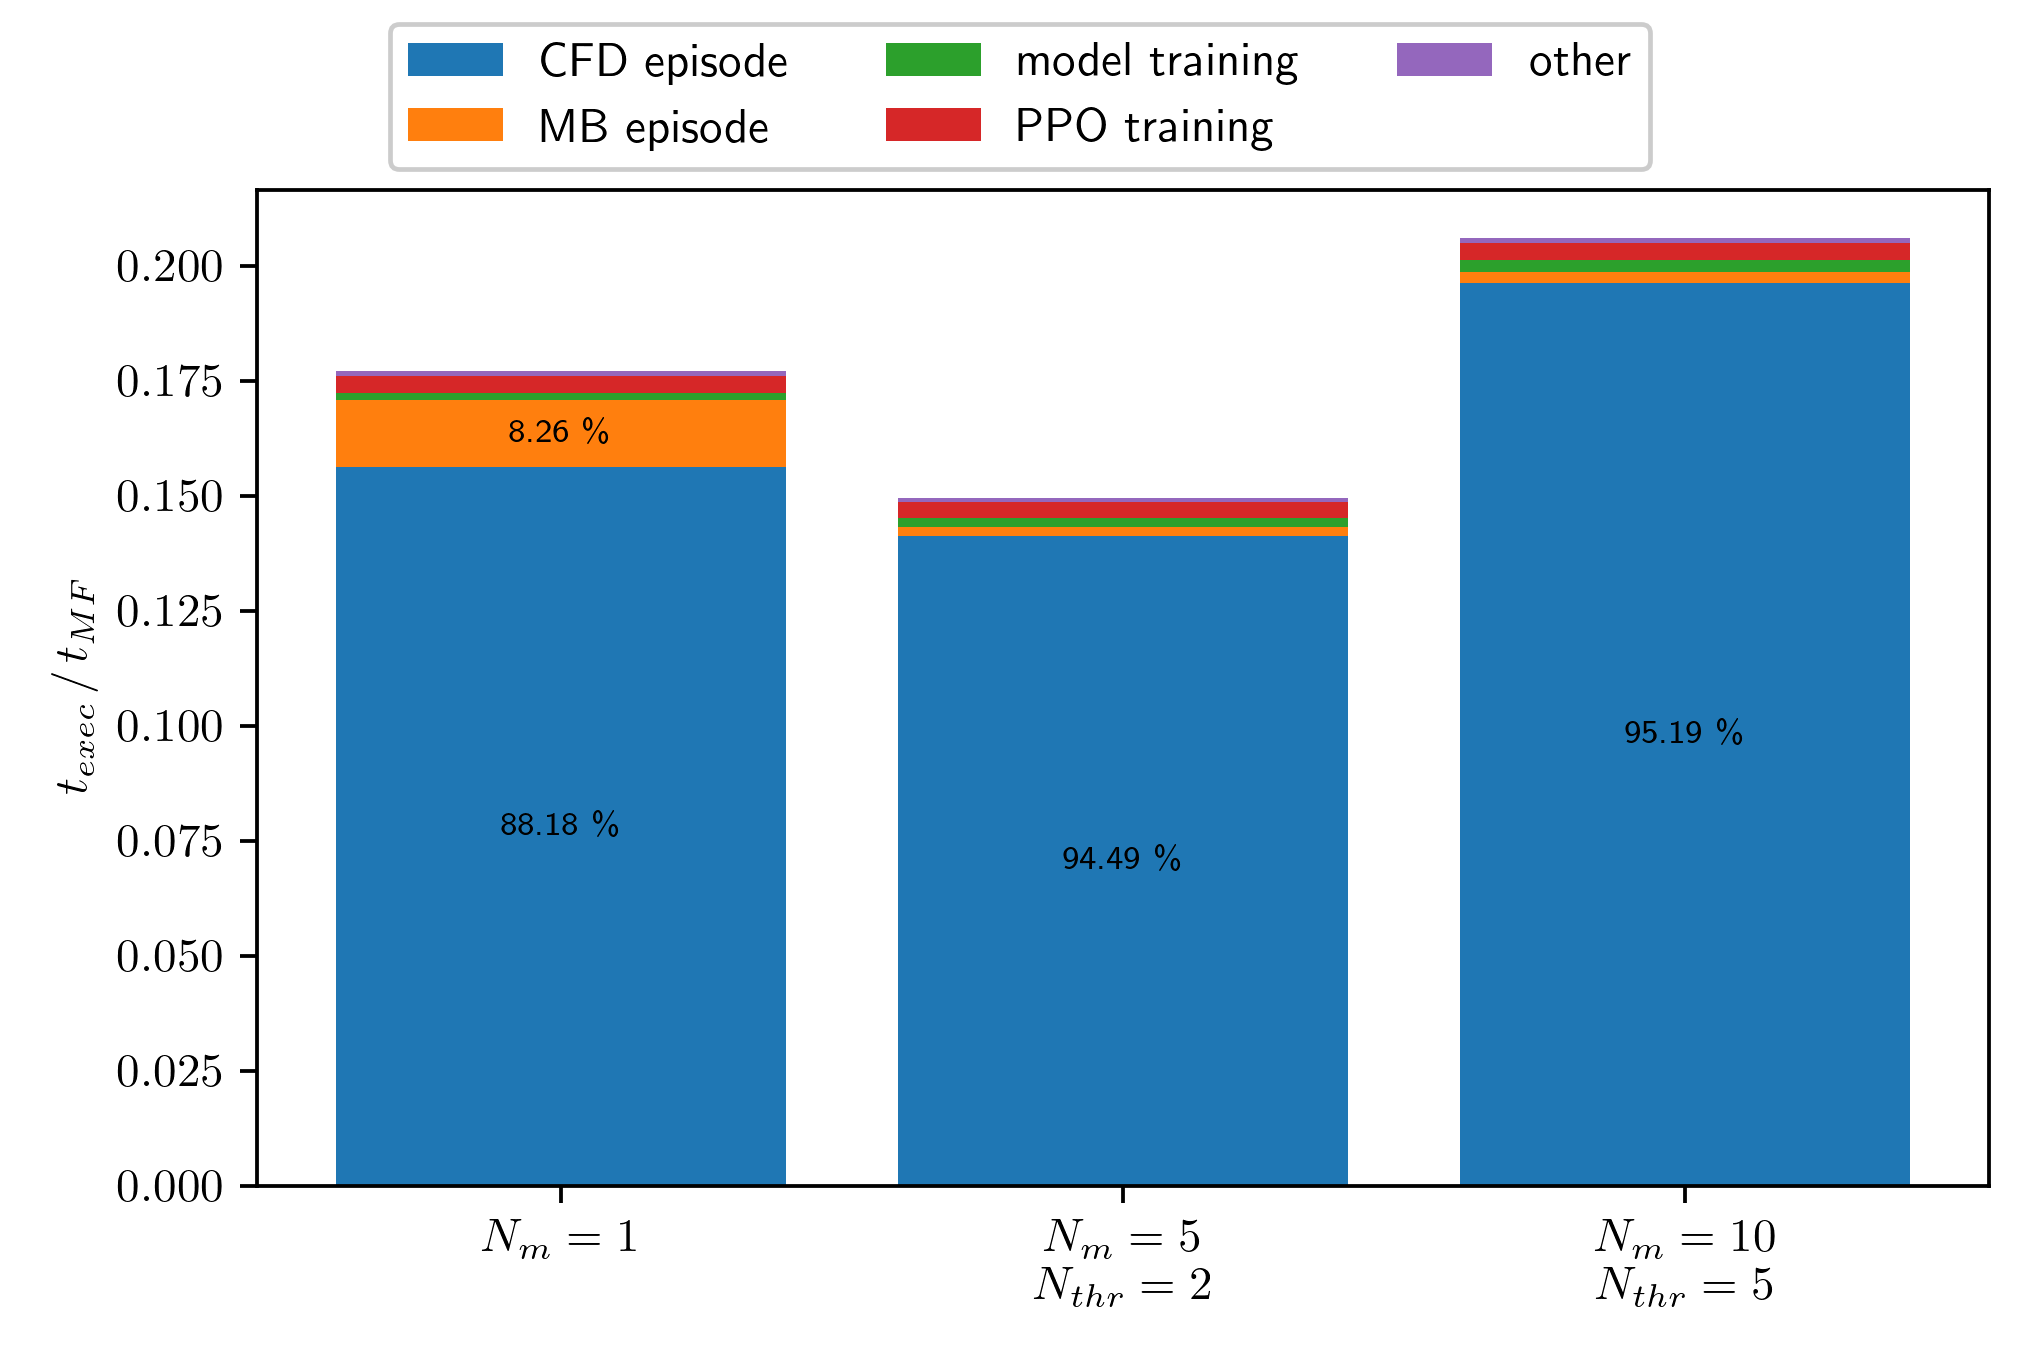 CFD episode
MB episode
model training
PPO training
other
t_exec / t_MF
0.200
0.175
0.150
0.125
0.100
0.075
0.050
0.025
0.000
8.26 %
88.18 %
94.49 %
95.19 %
N_m = 1
N_m = 5
N_thr = 2
N_m = 10
N_thr = 5